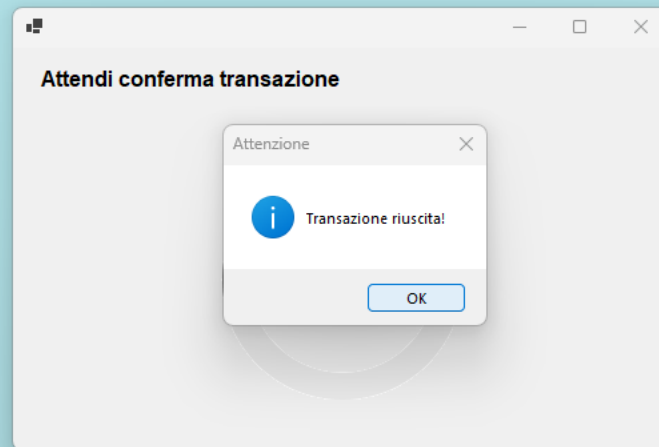 Attendi conferma transazione
Attenzione
Transazione riuscita!
OK